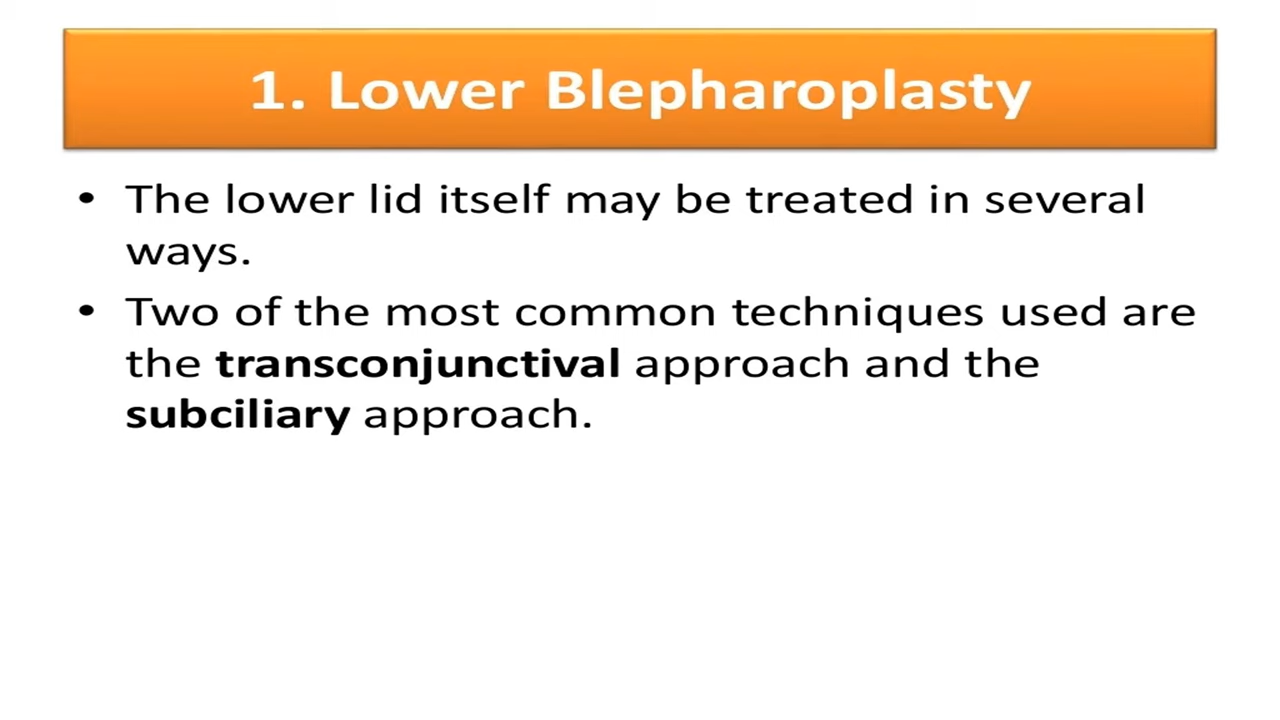 1. Lower Blepharoplasty
• The lower lid itself may be treated in several
ways.
• Two of the most common techniques used are
the transconjunctival approach and the
subciliary approach.